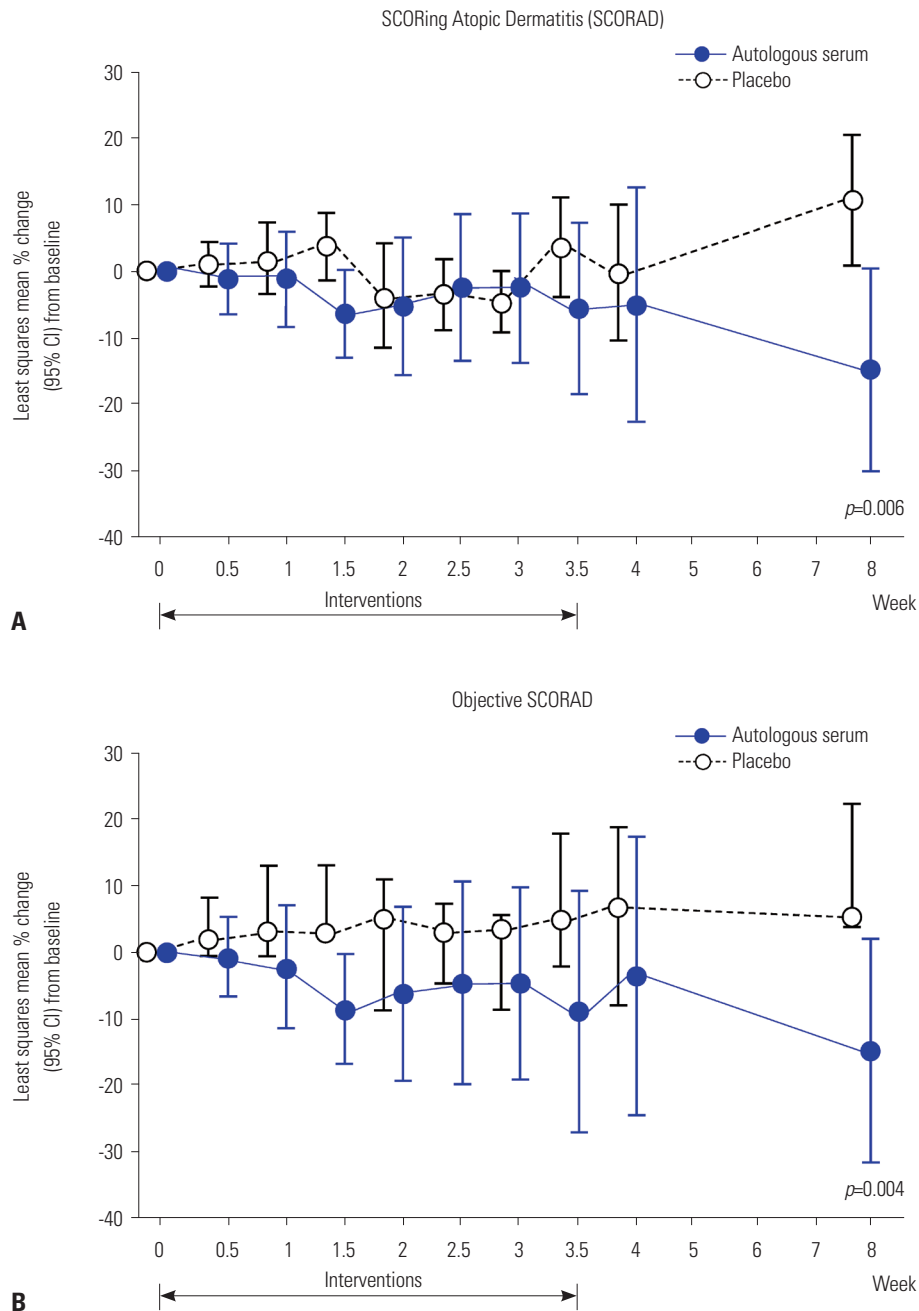 SCORing Atopic Dermatitis (SCORAD)
Autologous serum
Placebo
Least squares mean % change
(95% CI) from baseline
30
20
10
0
-10
-20
-30
-40
p=0.006
0 0.5 1 1.5 2 2.5 3 3.5 4 5 6 7 8
Interventions
Week
A
Objective SCORAD
Autologous serum
Placebo
Least squares mean % change
(95% CI) from baseline
30
20
10
0
-10
-20
-30
-40
p=0.004
0 0.5 1 1.5 2 2.5 3 3.5 4 5 6 7 8
Interventions
Week
B